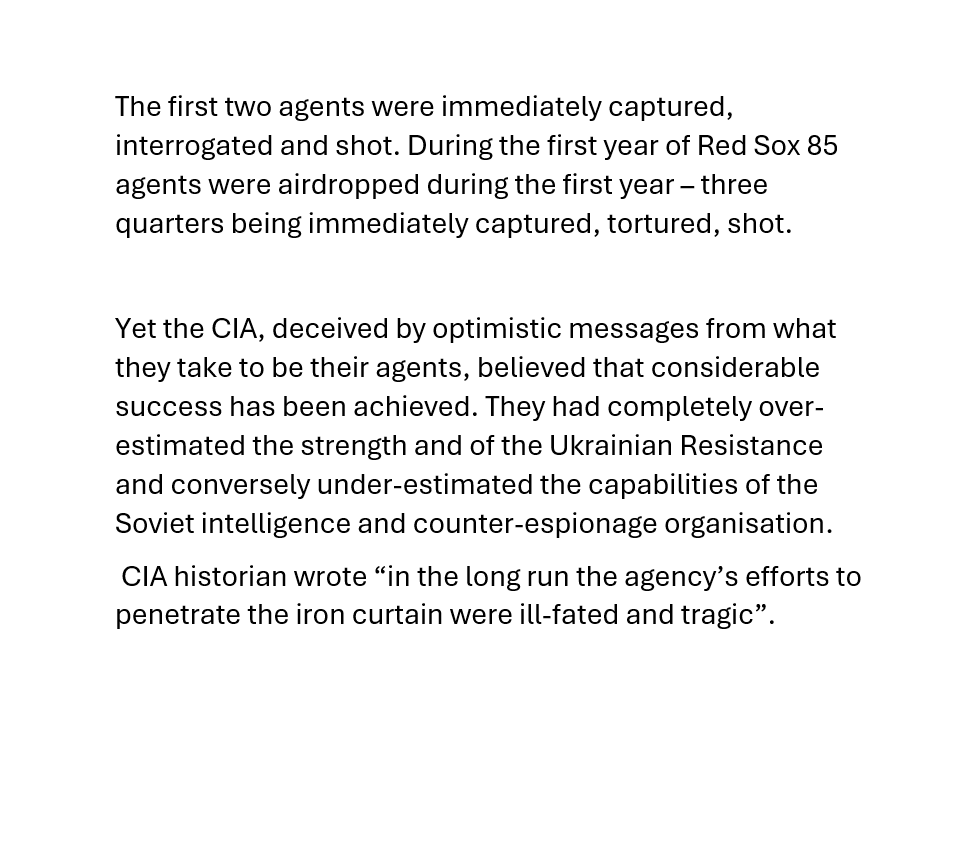 The first two agents were immediately captured,
interrogated and shot. During the first year of Red Sox 85
agents were airdropped during the first year – three
quarters being immediately captured, tortured, shot.
Yet the CIA, deceived by optimistic messages from what
they take to be their agents, believed that considerable
success has been achieved. They had completely over-
estimated the strength and of the Ukrainian Resistance
and conversely under-estimated the capabilities of the
Soviet intelligence and counter-espionage organisation.
CIA historian wrote “in the long run the agency’s efforts to
penetrate the iron curtain were ill-fated and tragic”.